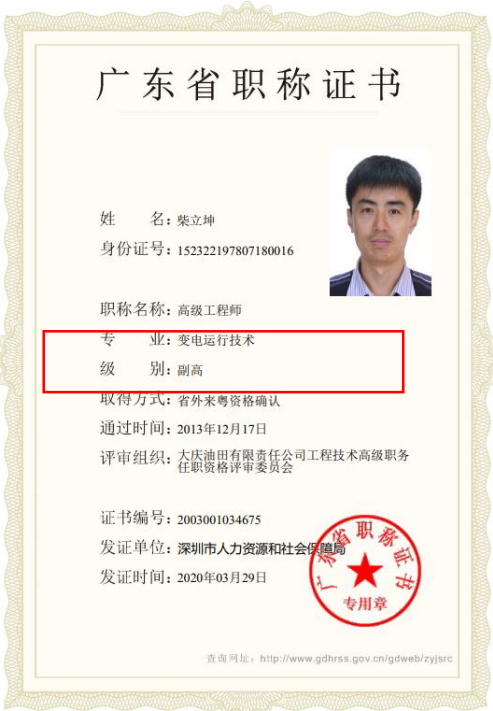 广东省职称证书
姓 名：柴立坤
身份证号：152322197807180016
职称名称：高级工程师
专 业：变电运行技术
级 别：副高
取得方式：省外来粤资格确认
通过时间：2013年12月17日
评审组织：大庆油田有限责任公司工程技术高级职务
任职资格评审委员会
证书编号：2003001034675
发证单位：深圳市人力资源和社会保障局
发证时间：2020年03月29日
广东省职称证书
专用章
查询网址：http://www.gdhrss.gov.cn/gdweb/zyjsrc